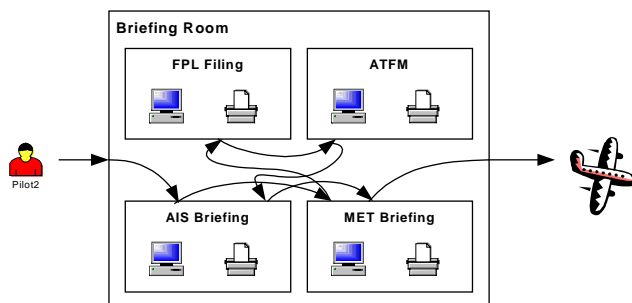 Briefing Room
FPL Filing
ATFM
Pilot2
AIS Briefing
MET Briefing